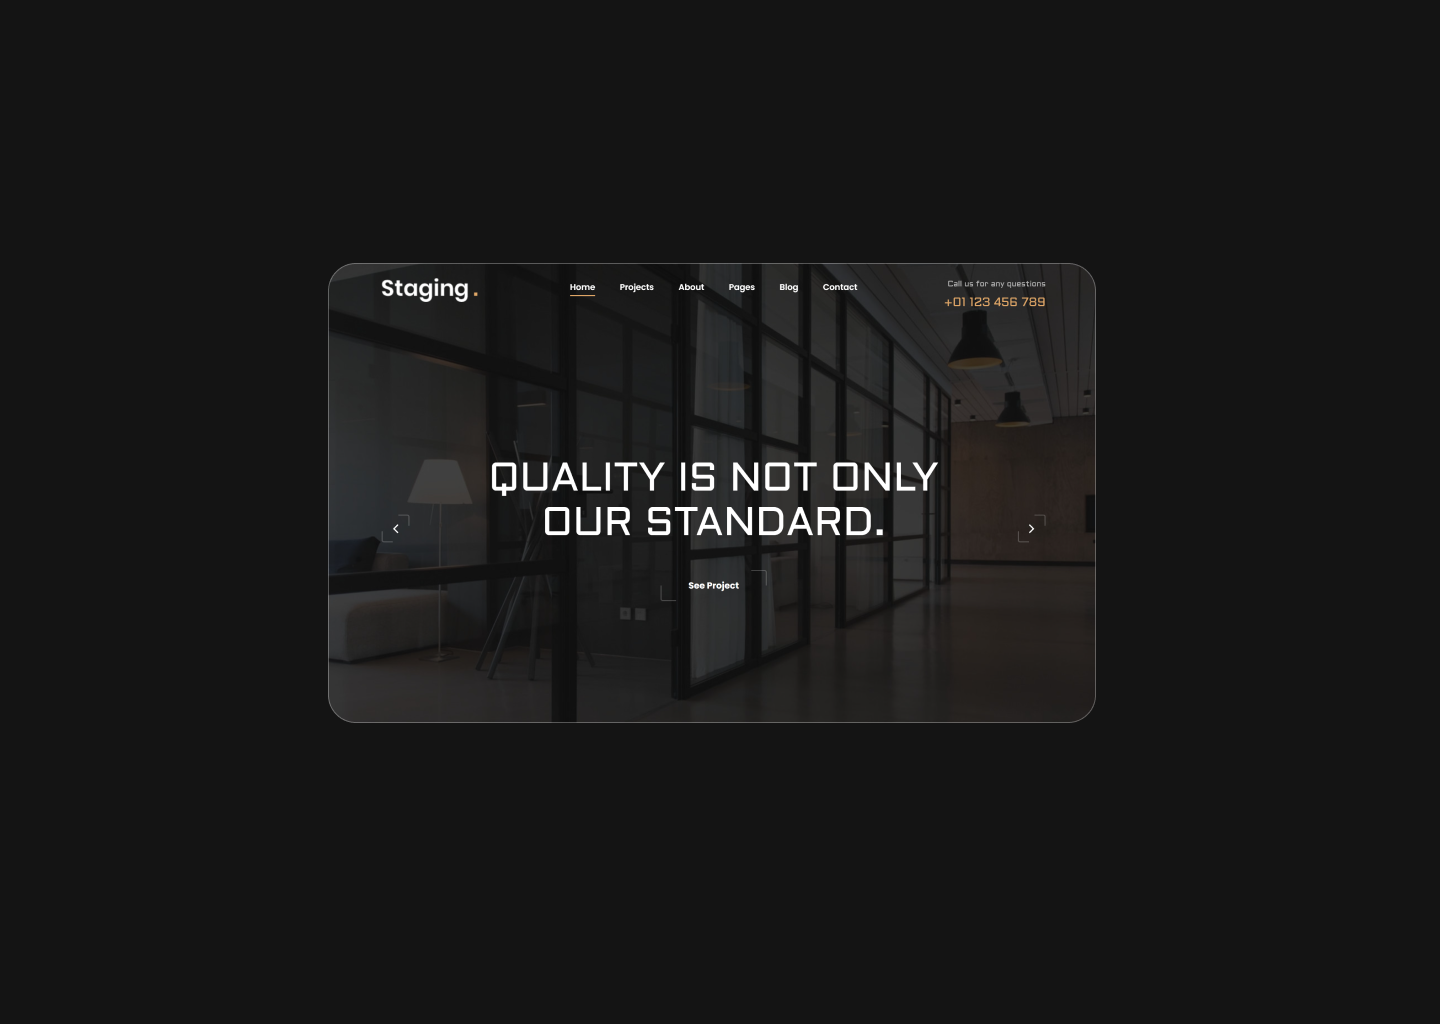 Staging .
Home Projects About Pages Blog Contact
Call us for any questions
+01 123 456 789
QUALITY IS NOT ONLY
OUR STANDARD.
See Project